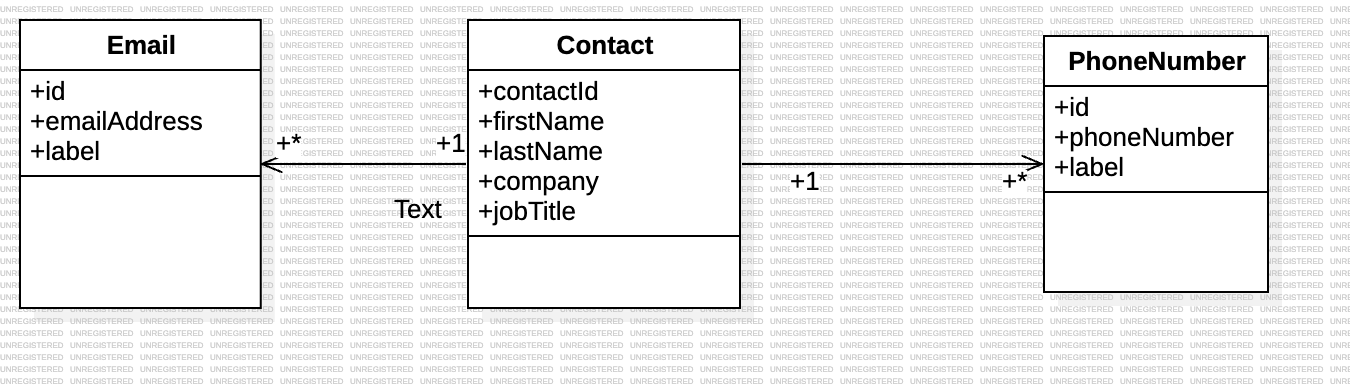 Email
+id
+emailAddress
+label
+*
+1
Text
Contact
+contactId
+firstName
+lastName
+company
+jobTitle
+1
+*
PhoneNumber
+id
+phoneNumber
+label
UNREGISTERED